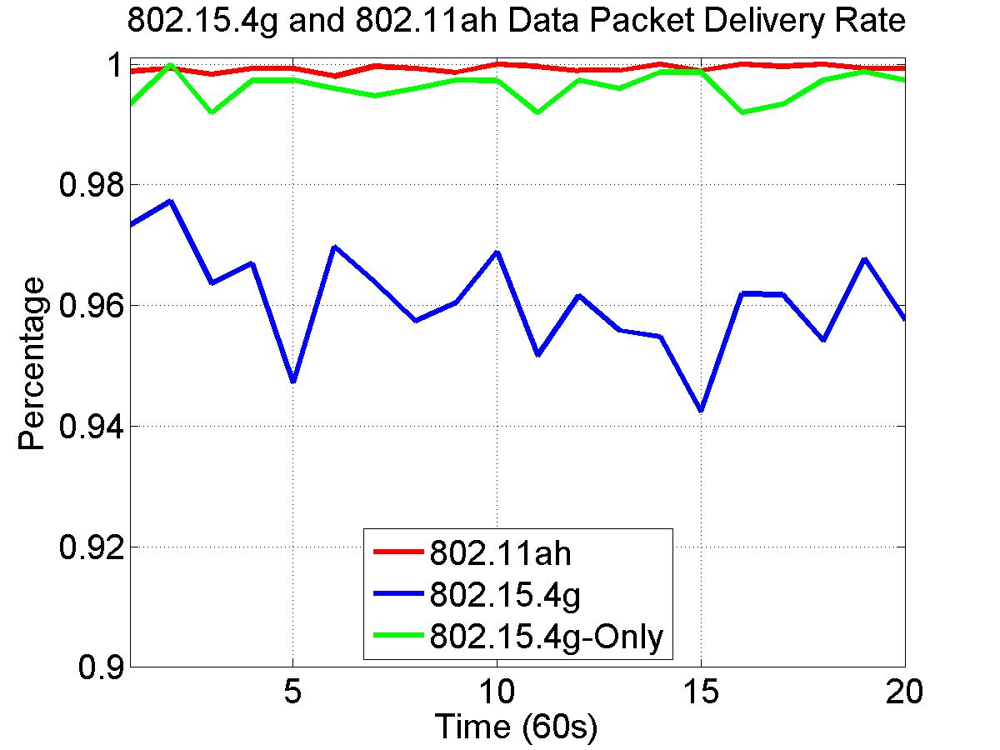 802.15.4g and 802.11ah Data Packet Delivery Rate
1
0.98
0.96
0.94
0.92
0.9
Percentage
802.11ah
802.15.4g
802.15.4g-Only
5 10 15 20
Time (60s)